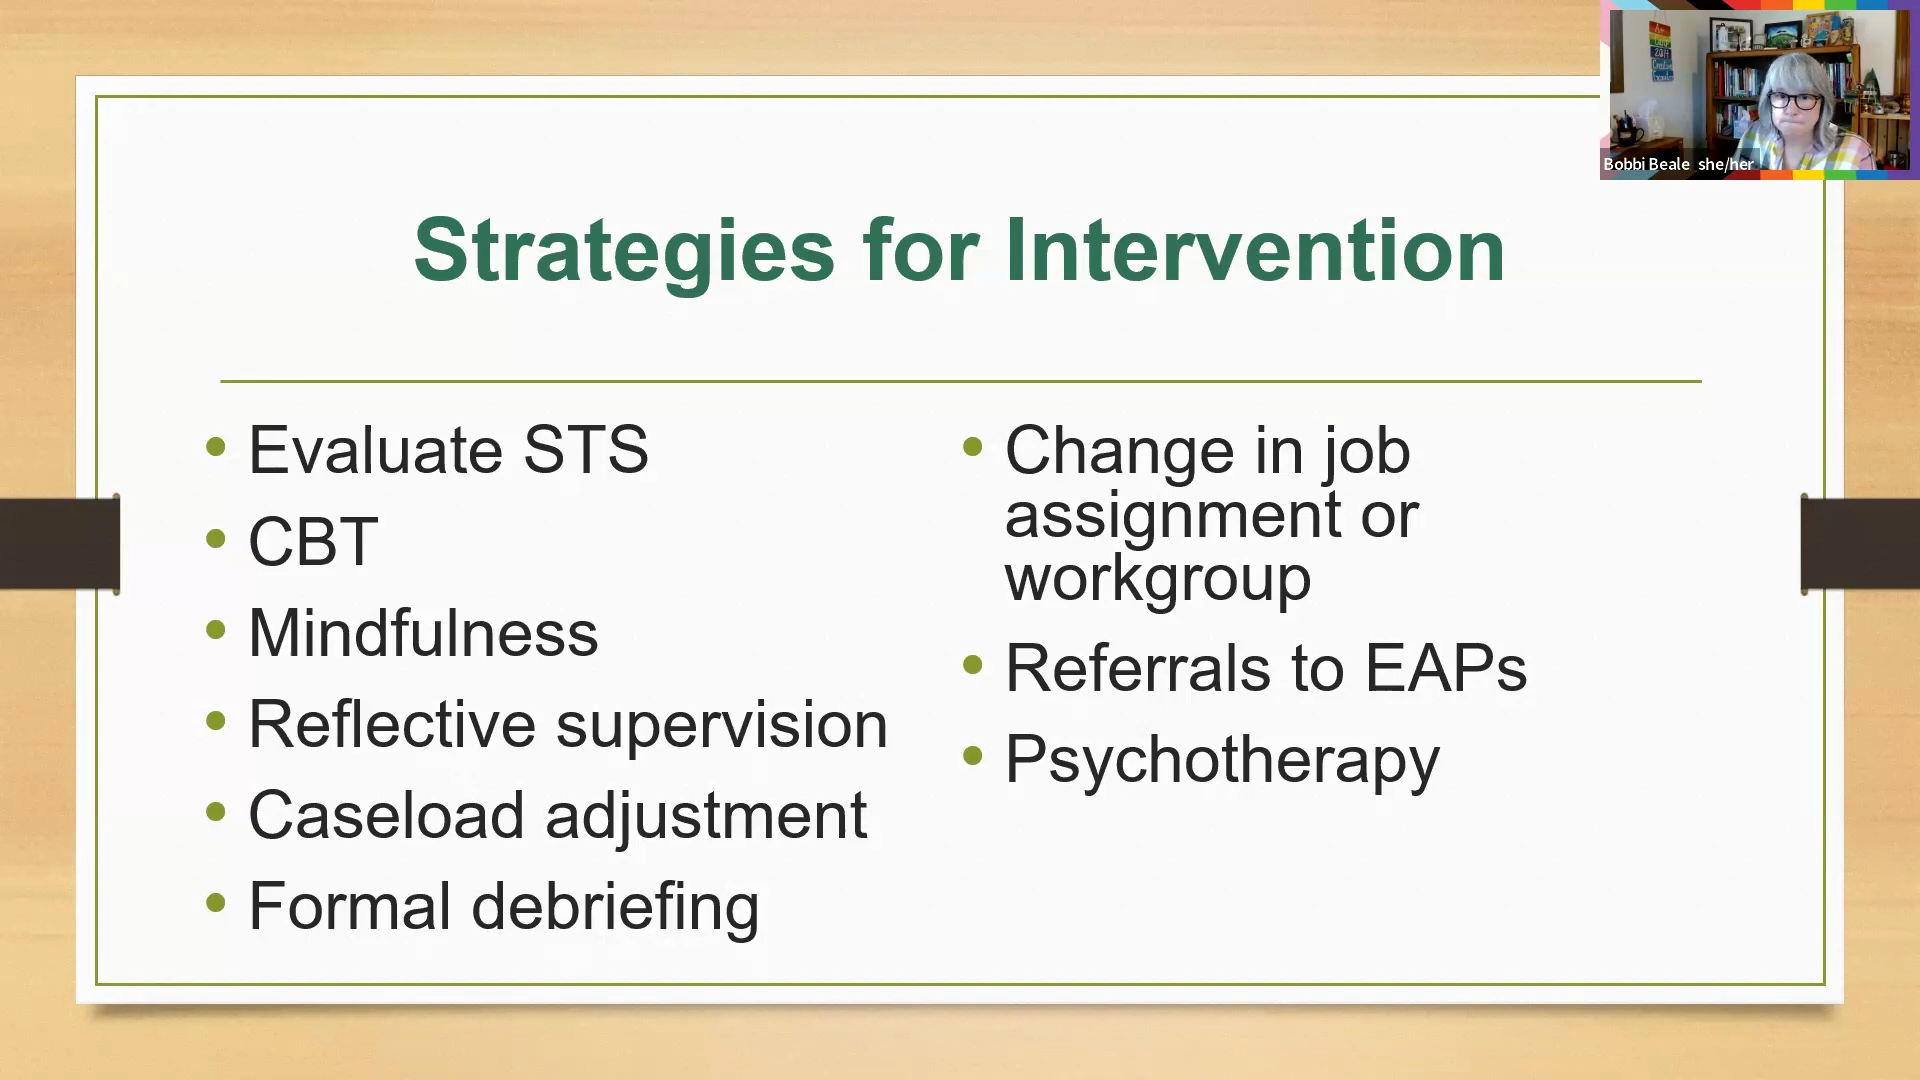 Bobbi Beale she/her
Strategies for Intervention
• Evaluate STS
• CBT
• Mindfulness
• Reflective supervision
• Caseload adjustment
• Formal debriefing
• Change in job
assignment or
workgroup
• Referrals to EAPs
• Psychotherapy